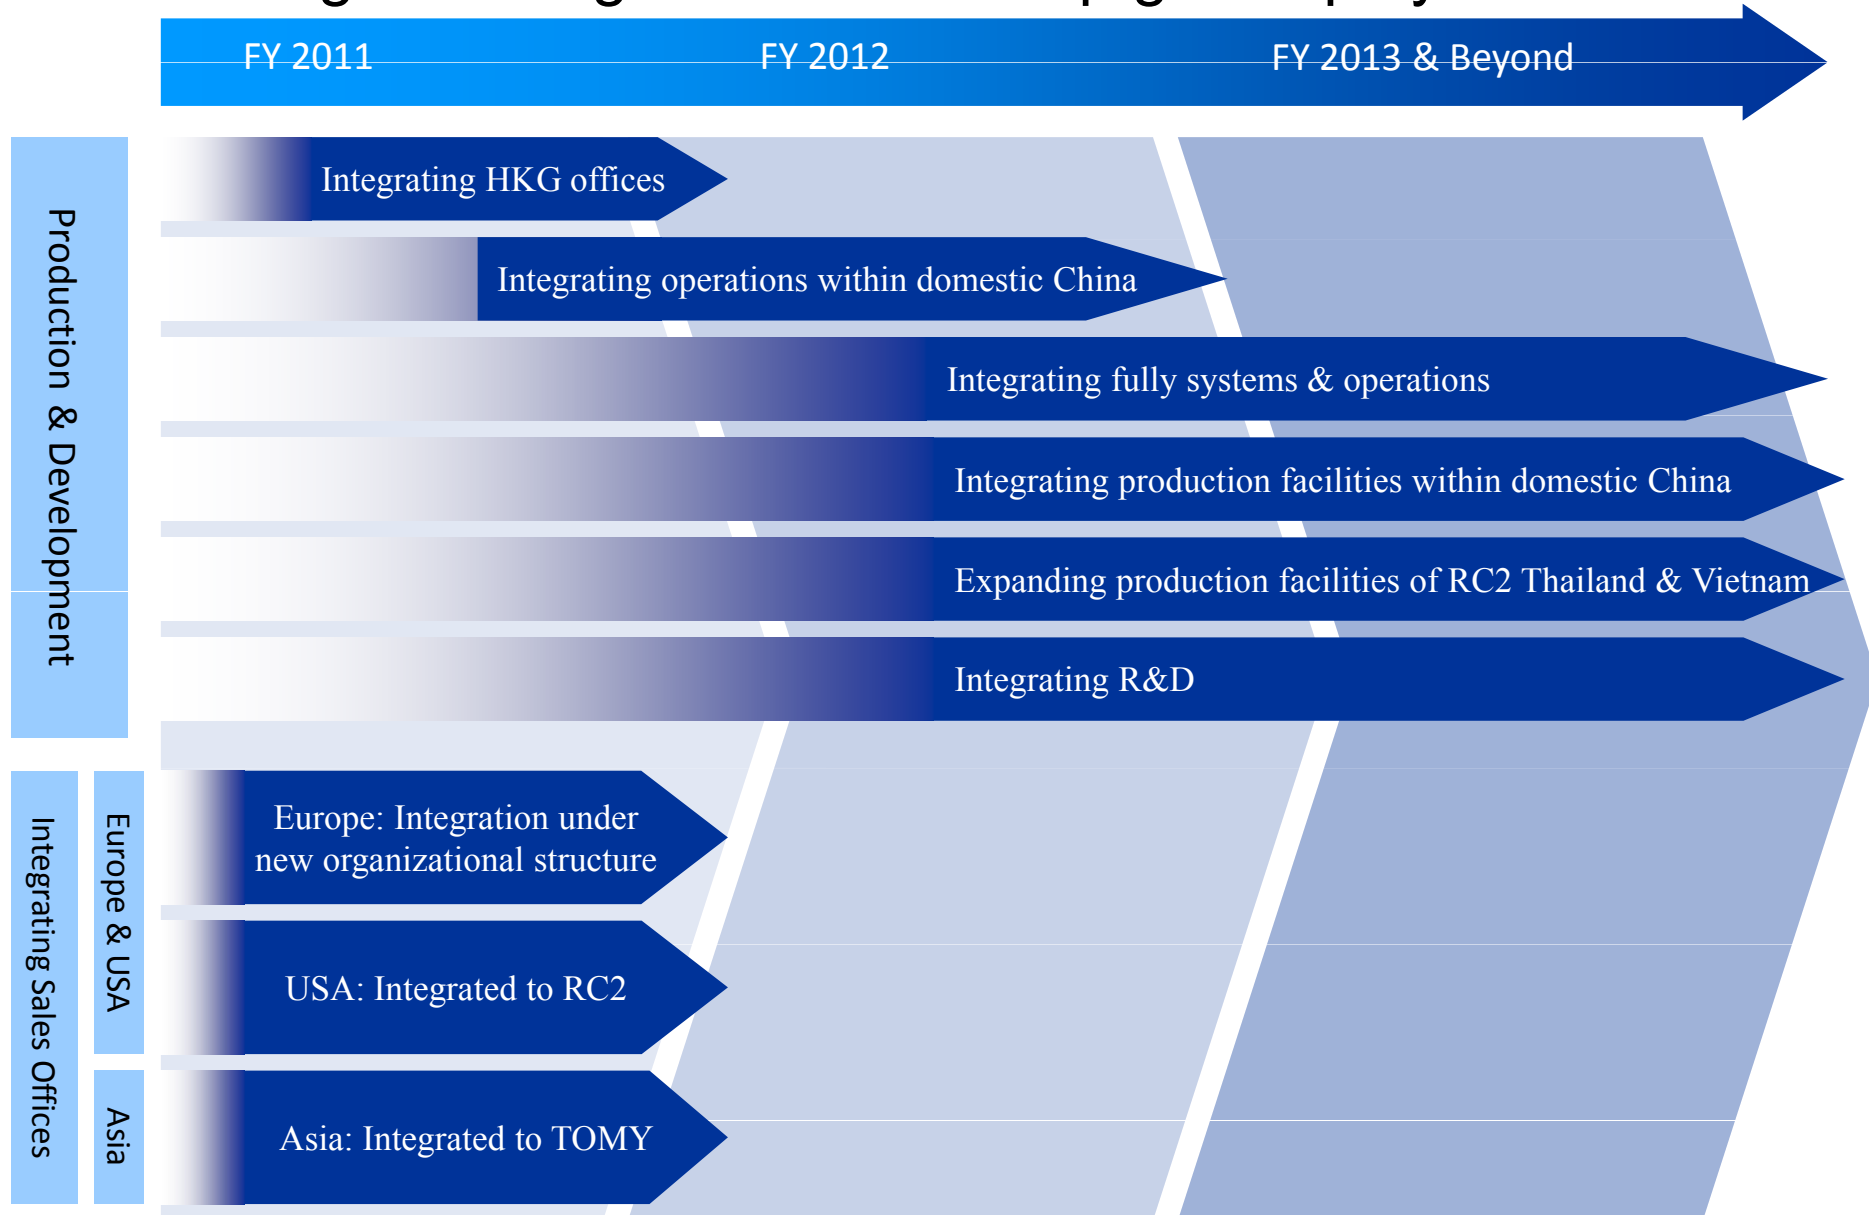 FY 2011
FY 2012
FY 2013 & Beyond
Production & Development
Integrating HKG offices
Integrating operations within domestic China
Integrating fully systems & operations
Integrating production facilities within domestic China
Expanding production facilities of RC2 Thailand & Vietnam
Integrating R&D
Integrating Sales Offices
Europe & USA
Europe: Integration under
new organizational structure
USA: Integrated to RC2
Asia
Asia: Integrated to TOMY